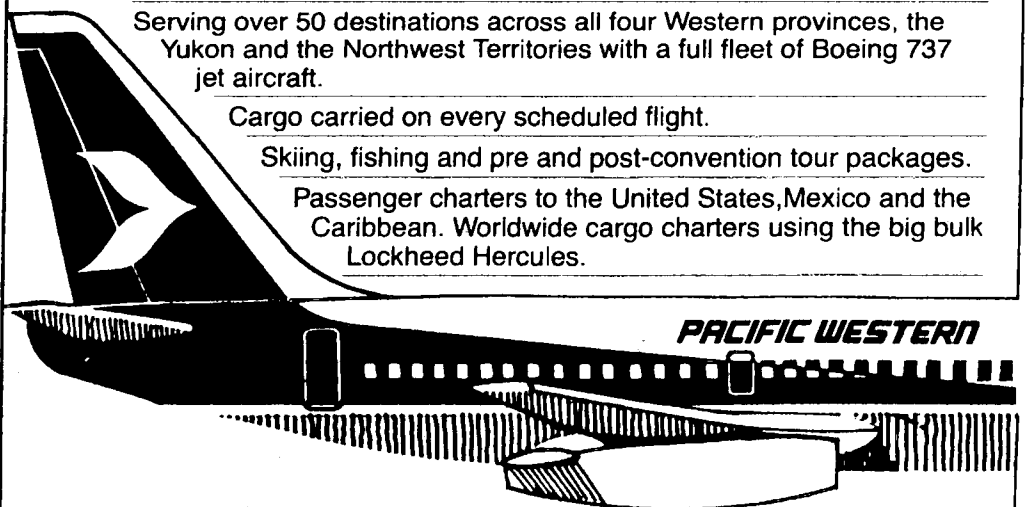 Serving over 50 destinations across all four Western provinces, the
Yukon and the Northwest Territories with a full fleet of Boeing 737
jet aircraft.
Cargo carried on every scheduled flight.
Skiing, fishing and pre and post-convention tour packages.
Passenger charters to the United States,Mexico and the
Caribbean. Worldwide cargo charters using the big bulk
Lockheed Hercules.
PACIFIC WESTERN